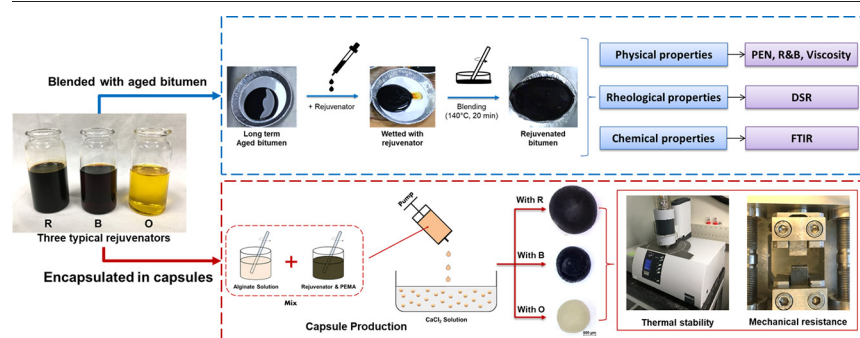 Blended with aged bitumen
R
B
O
Three typical rejuvenators
Encapsulated in capsules
Long term
Aged bitumen
+ Rejuvenator
Wetted with
rejuvenator
Blending
(140°C, 20 min)
Rejuvenated
bitumen
Physical properties
PEN, R&B, Viscosity
Rheological properties
DSR
Chemical properties
FTIR
Alginate Solution
+
Rejuvenator & PEMA
Mix
Pump
CaCl₂ Solution
Capsule Production
With R
With B
With O
500 μm
Thermal stability
Mechanical resistance